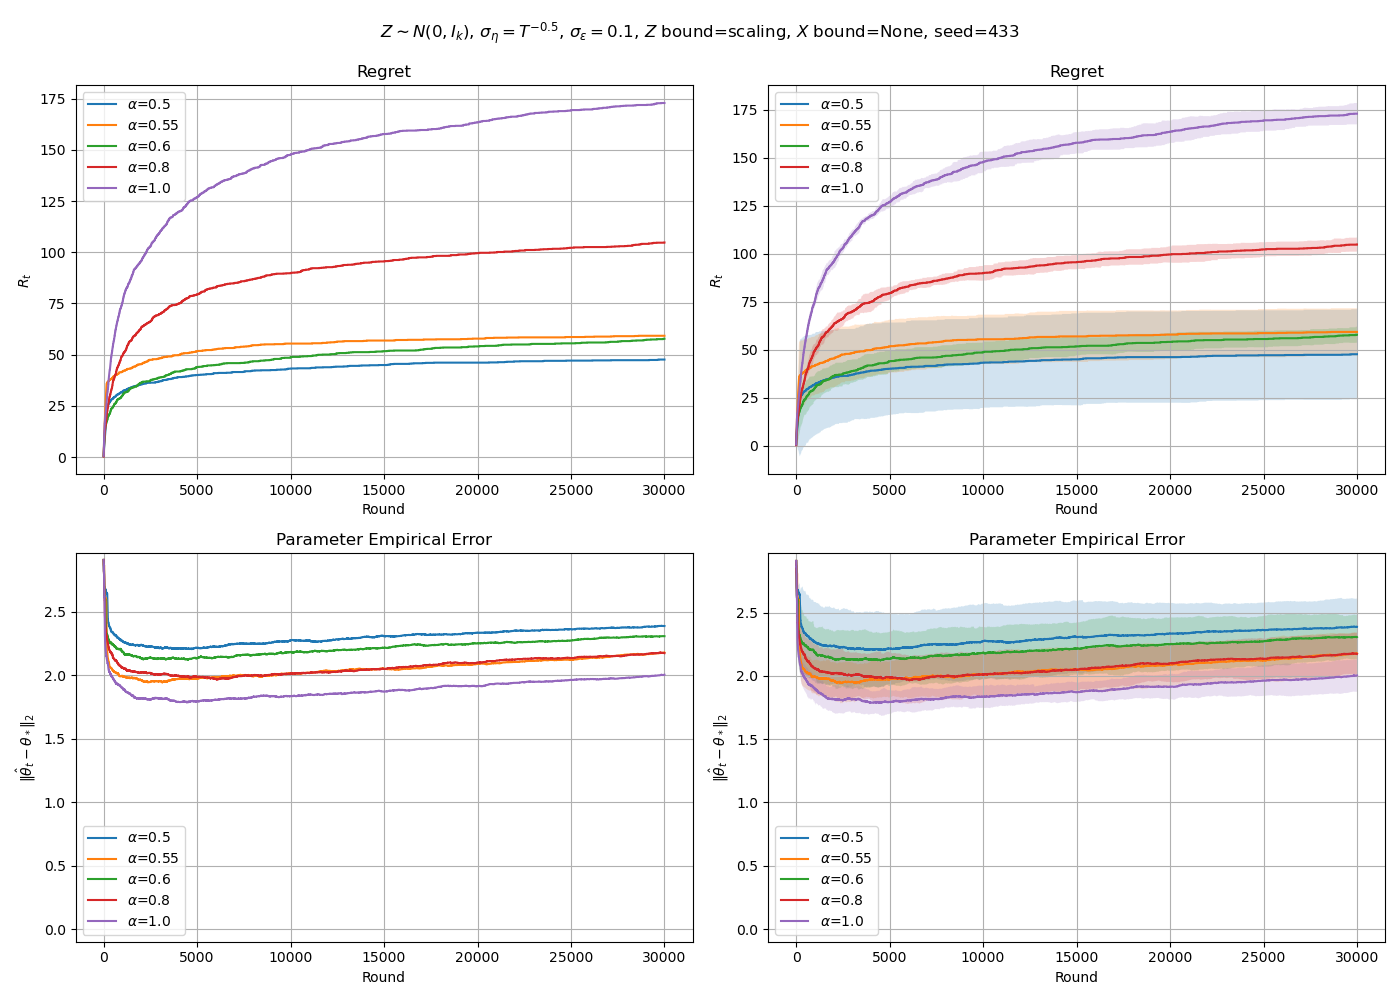 Z ∼ N(0, I_k), σ_η = T^{−0.5}, σ_ε = 0.1, Z bound=scaling, X bound=None, seed=433
Regret
175
150
125
100
75
50
25
0
R_t
α=0.5
α=0.55
α=0.6
α=0.8
α=1.0
0 5000 10000 15000 20000 25000 30000
Round
Regret
175
150
125
100
75
50
25
0
R_t
α=0.5
α=0.55
α=0.6
α=0.8
α=1.0
0 5000 10000 15000 20000 25000 30000
Round
Parameter Empirical Error
2.5
2.0
1.5
1.0
0.5
0.0
‖θ̂_t − θ_*‖_2
α=0.5
α=0.55
α=0.6
α=0.8
α=1.0
0 5000 10000 15000 20000 25000 30000
Round
Parameter Empirical Error
2.5
2.0
1.5
1.0
0.5
0.0
‖θ̂_t − θ_*‖_2
α=0.5
α=0.55
α=0.6
α=0.8
α=1.0
0 5000 10000 15000 20000 25000 30000
Round